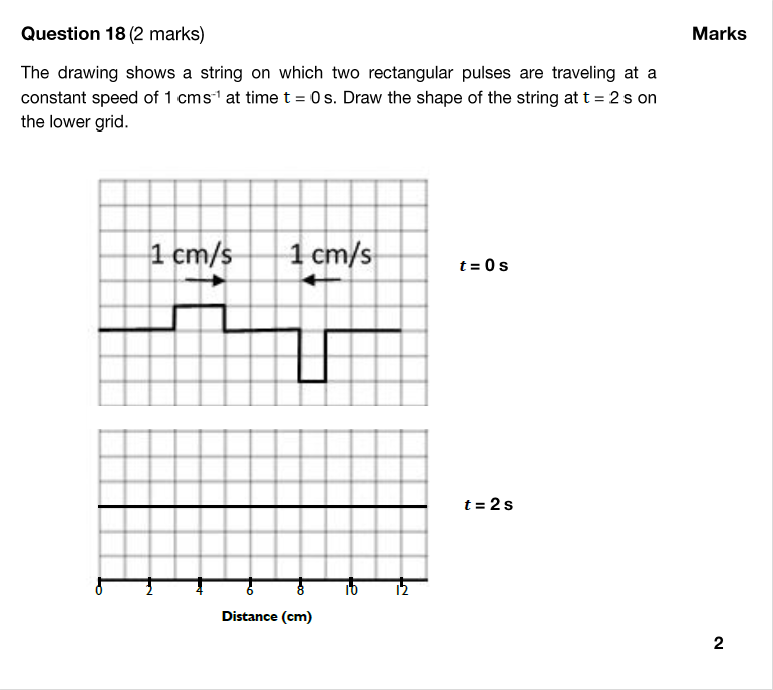 Question 18 (2 marks) Marks
The drawing shows a string on which two rectangular pulses are traveling at a
constant speed of 1 cms⁻¹ at time t = 0 s. Draw the shape of the string at t = 2 s on
the lower grid.
1 cm/s 1 cm/s
t = 0 s
t = 2 s
0 2 4 6 8 10 12
Distance (cm)
2